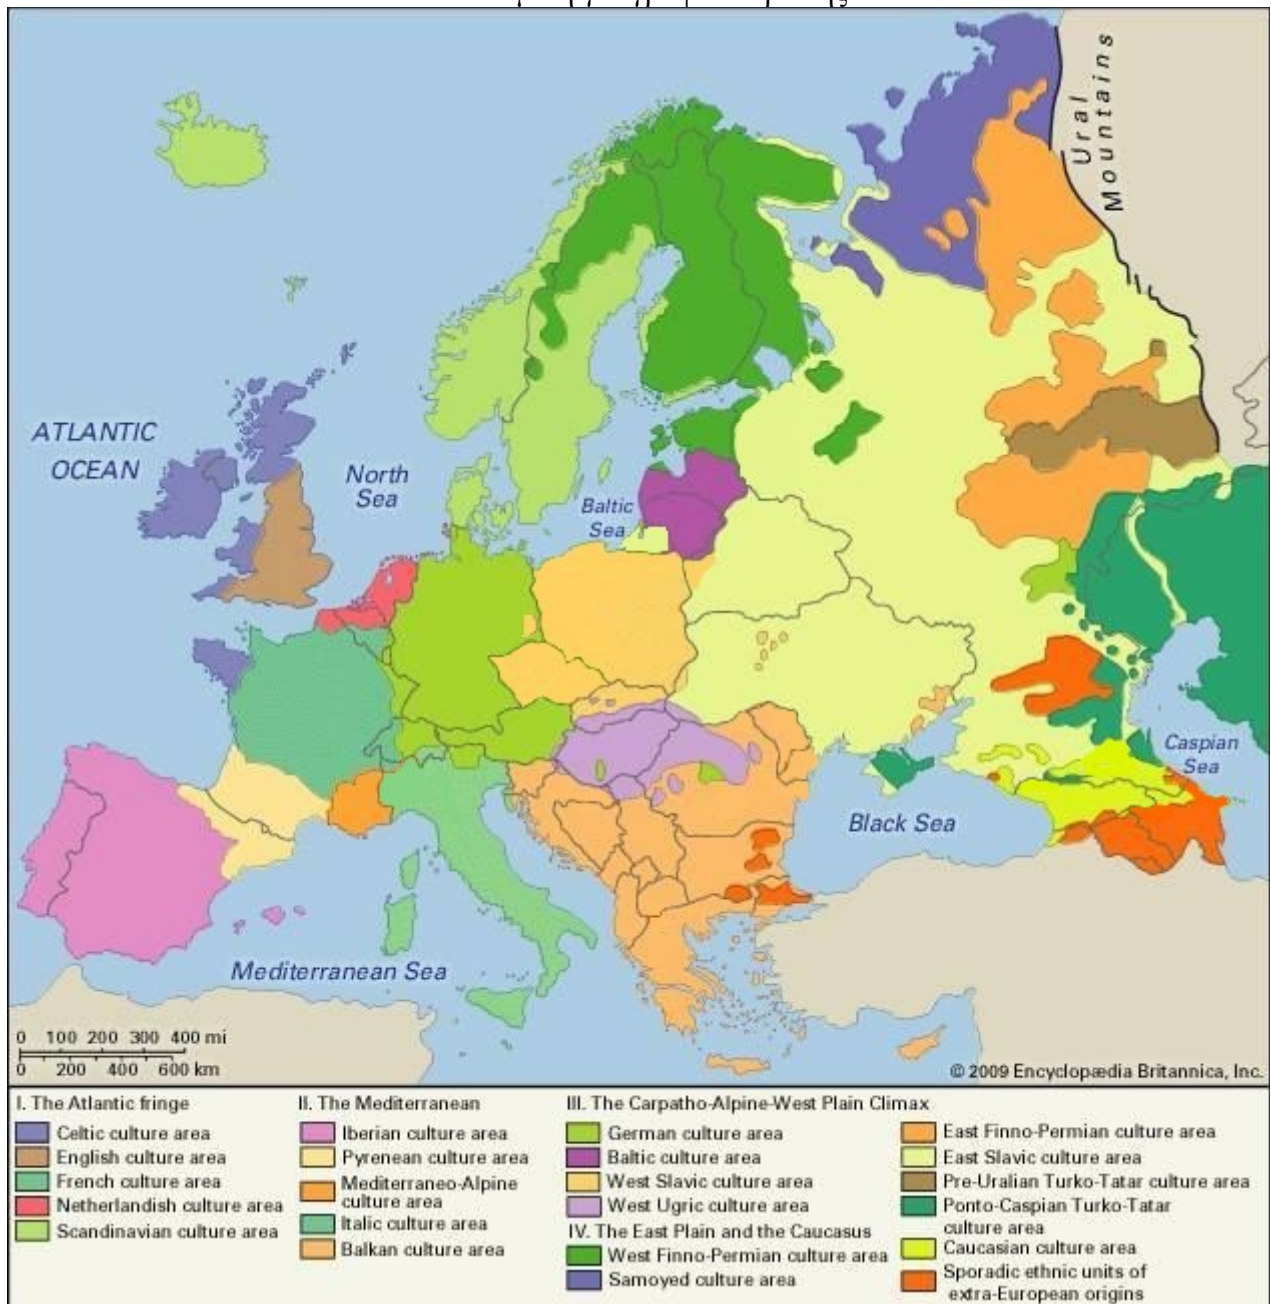 Ural
Mountains
ATLANTIC
OCEAN
North
Sea
Baltic
Sea
Caspian
Sea
Black Sea
Mediterranean Sea
0 100 200 300 400 mi
0 200 400 600 km
© 2009 Encyclopædia Britannica, Inc.
I. The Atlantic fringe
Celtic culture area
English culture area
French culture area
Netherlandish culture area
Scandinavian culture area
II. The Mediterranean
Iberian culture area
Pyrenean culture area
Mediterraneo-Alpine
culture area
Italic culture area
Balkan culture area
III. The Carpatho-Alpine-West Plain Climax
German culture area
Baltic culture area
West Slavic culture area
West Ugric culture area
IV. The East Plain and the Caucasus
West Finno-Permian culture area
Samoyed culture area
East Finno-Permian culture area
East Slavic culture area
Pre-Uralian Turko-Tatar culture area
Ponto-Caspian Turko-Tatar
culture area
Caucasian culture area
Sporadic ethnic units of
extra-European origins